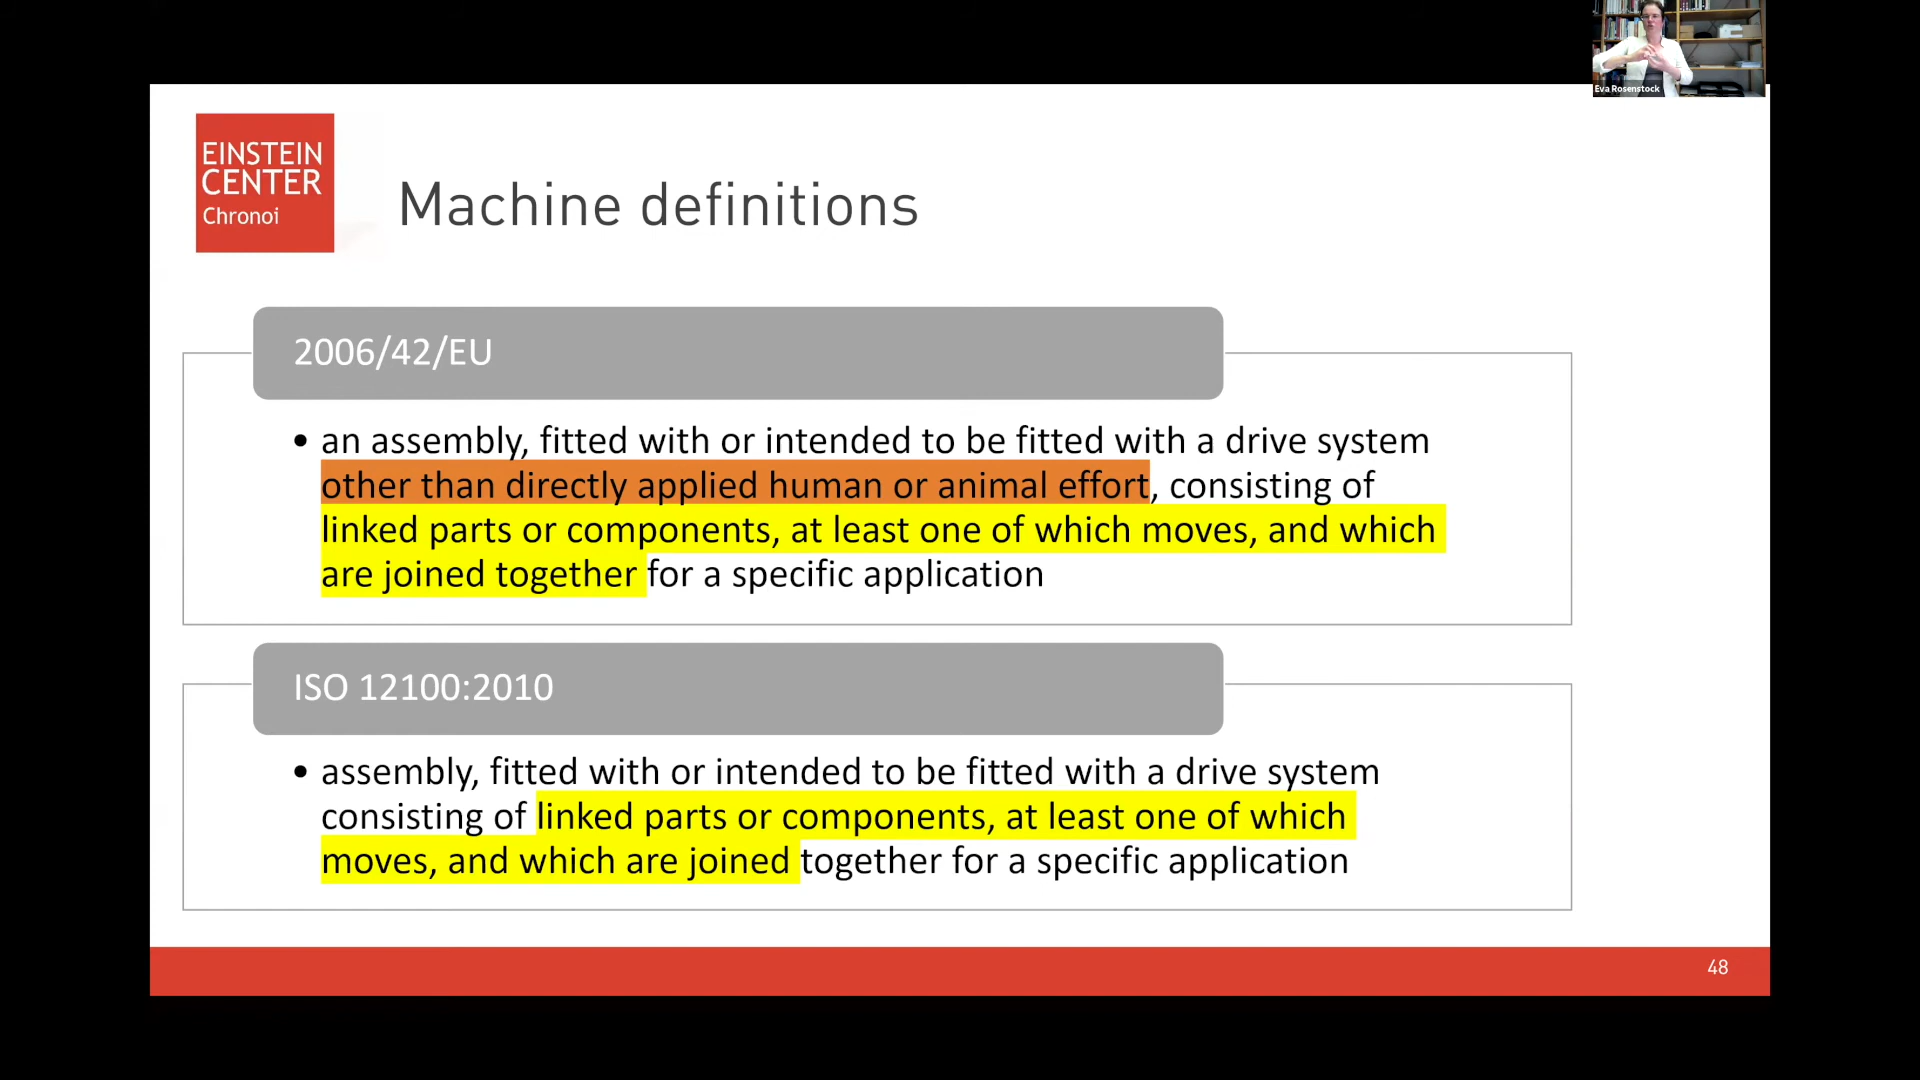 Eva Rosenstock
EINSTEIN
CENTER
Chronoi
Machine definitions
2006/42/EU
• an assembly, fitted with or intended to be fitted with a drive system
other than directly applied human or animal effort, consisting of
linked parts or components, at least one of which moves, and which
are joined together for a specific application
ISO 12100:2010
• assembly, fitted with or intended to be fitted with a drive system
consisting of linked parts or components, at least one of which
moves, and which are joined together for a specific application
48